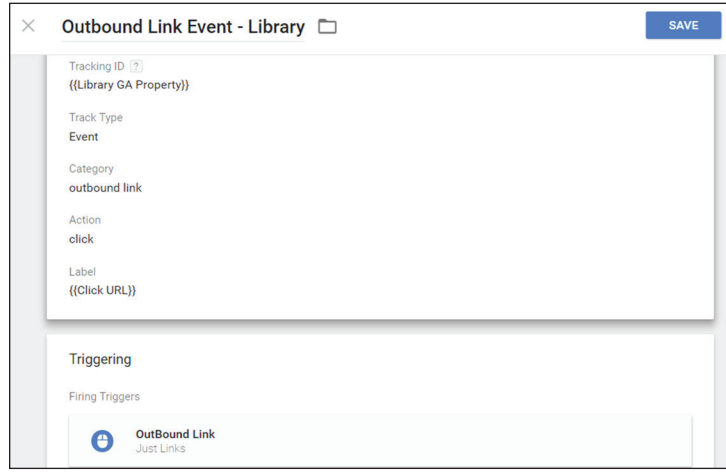 Outbound Link Event - Library
SAVE
Tracking ID ?
{{Library GA Property}}
Track Type
Event
Category
outbound link
Action
click
Label
{{Click URL}}
Triggering
Firing Triggers
OutBound Link
Just Links